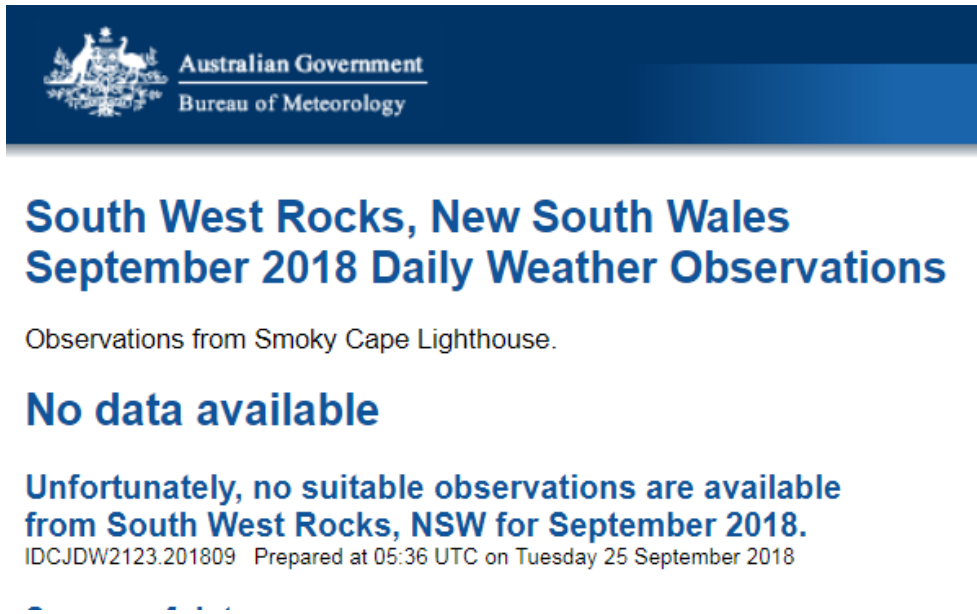 Australian Government
Bureau of Meteorology
South West Rocks, New South Wales
September 2018 Daily Weather Observations
Observations from Smoky Cape Lighthouse.
No data available
Unfortunately, no suitable observations are available
from South West Rocks, NSW for September 2018.
IDCJDW2123.201809 Prepared at 05:36 UTC on Tuesday 25 September 2018